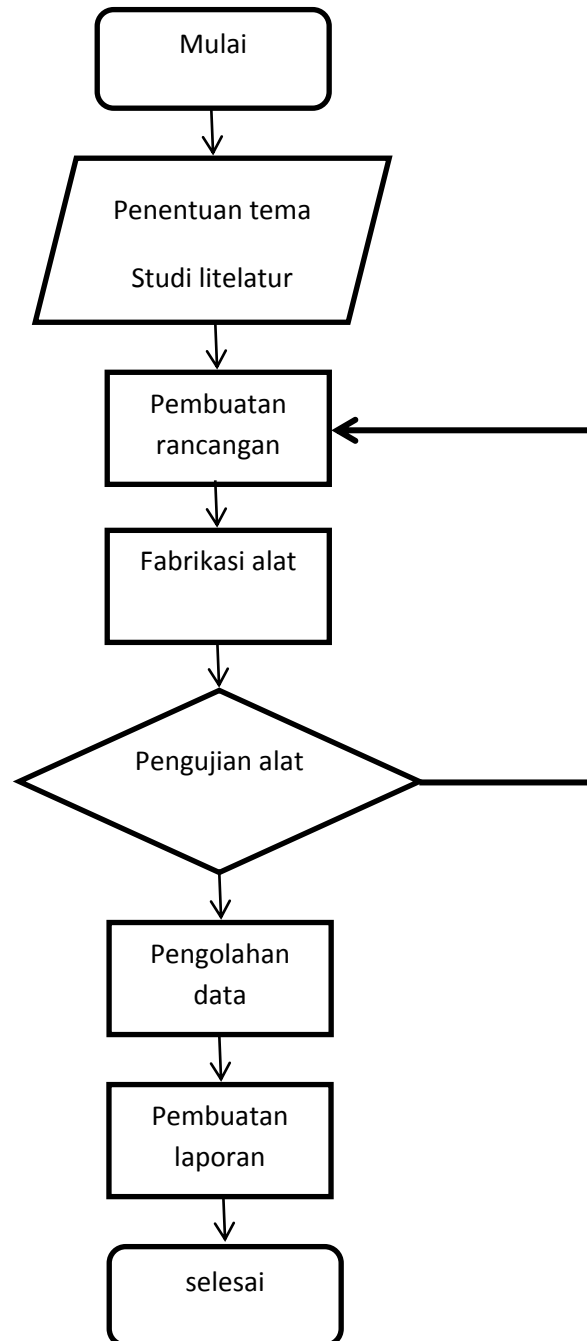 Mulai
Penentuan tema
Studi litelatur
Pembuatan
rancangan
Fabrikasi alat
Pengujian alat
Pengolahan
data
Pembuatan
laporan
selesai